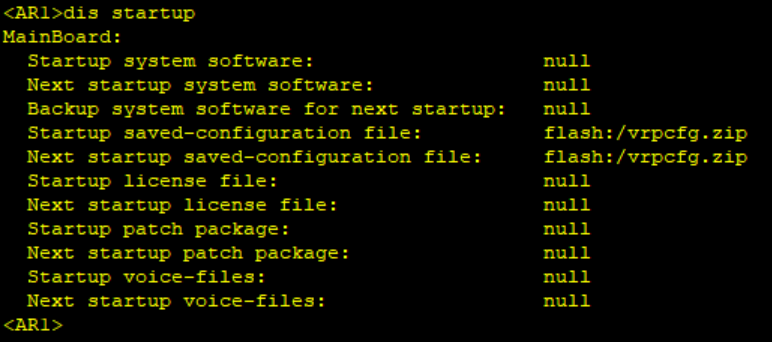 <AR1>dis startup
MainBoard:
  Startup system software:                   null
  Next startup system software:              null
  Backup system software for next startup:   null
  Startup saved-configuration file:          flash:/vrpcfg.zip
  Next startup saved-configuration file:     flash:/vrpcfg.zip
  Startup license file:                      null
  Next startup license file:                 null
  Startup patch package:                     null
  Next startup patch package:                null
  Startup voice-files:                       null
  Next startup voice-files:                  null
<AR1>